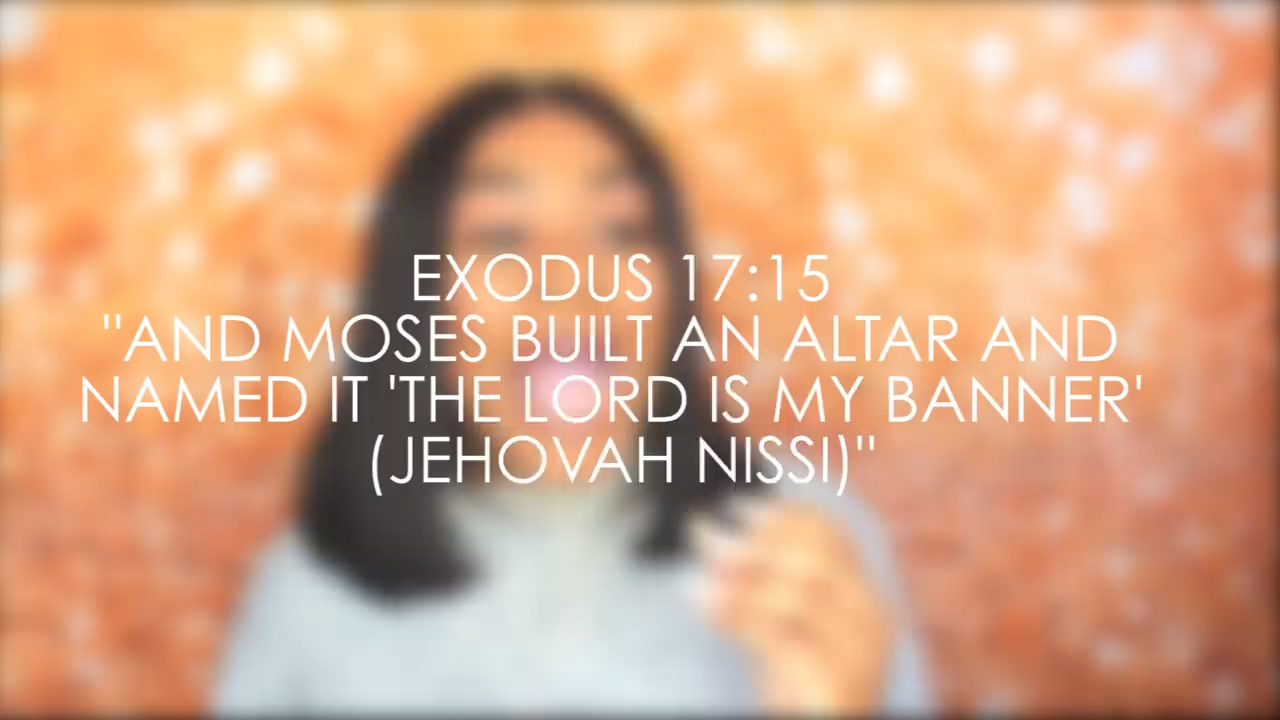 EXODUS 17:15
"AND MOSES BUILT AN ALTAR AND
NAMED IT 'THE LORD IS MY BANNER'
(JEHOVAH NISSI)"